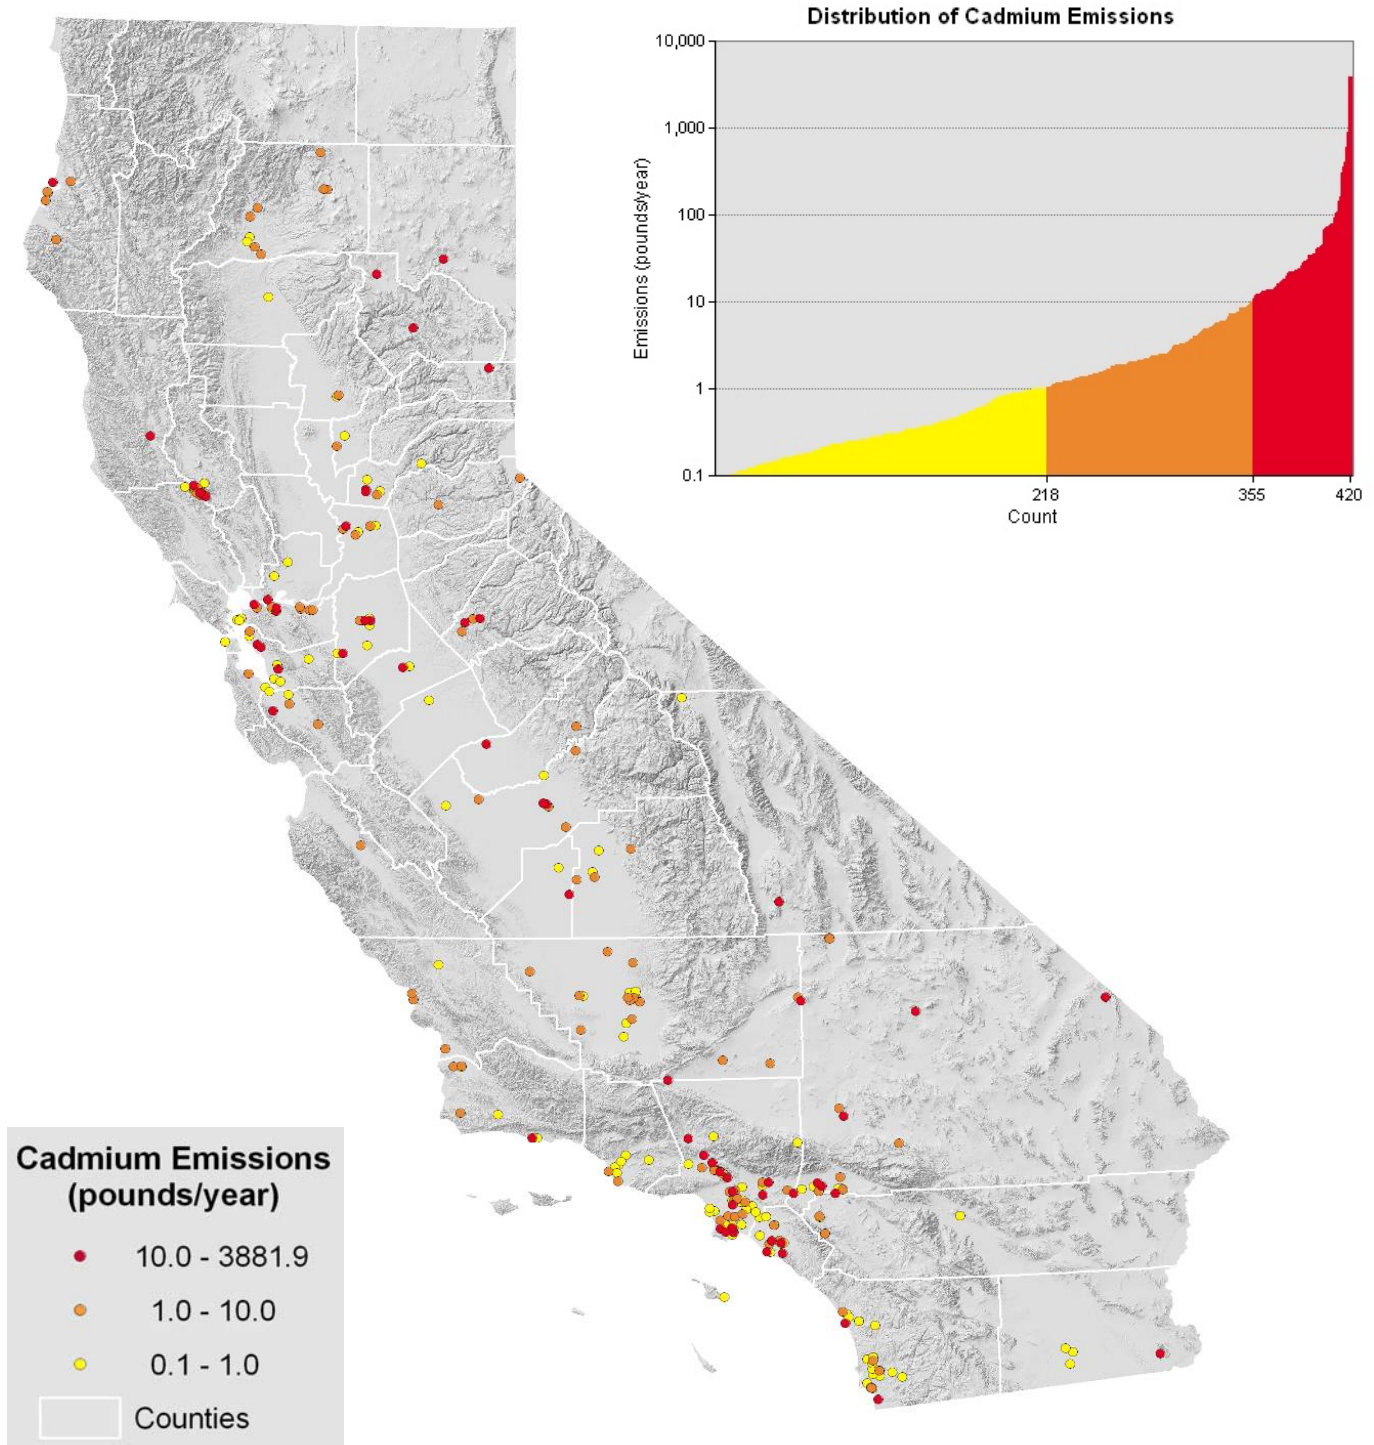 Distribution of Cadmium Emissions
10,000
1,000
100
10
1
0.1
Emissions (pounds/year)
218
355
420
Count
Cadmium Emissions
(pounds/year)
10.0 - 3881.9
1.0 - 10.0
0.1 - 1.0
Counties